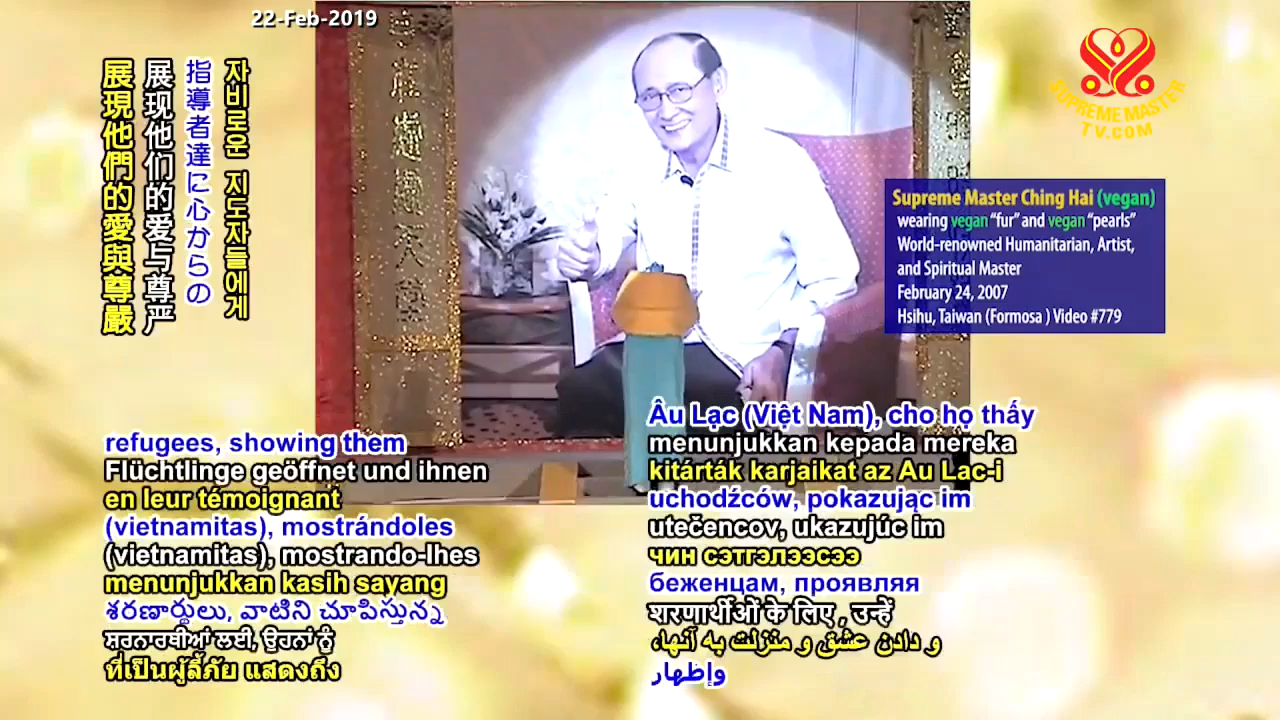 22-Feb-2019
SUPREME MASTER
TV.COM
자비로운 지도자들에게
指導者達に心からの
展现他们的爱与尊严
展現他們的愛與尊嚴
Supreme Master Ching Hai (vegan)
wearing vegan “fur” and vegan “pearls”
World-renowned Humanitarian, Artist,
and Spiritual Master
February 24, 2007
Hsihu, Taiwan (Formosa ) Video #779
refugees, showing them
Flüchtlinge geöffnet und ihnen
en leur témoignant
(vietnamitas), mostrándoles
(vietnamitas), mostrando-lhes
menunjukkan kasih sayang
శరణార్థులు, వాటిని చూపిస్తున్న
ਸ਼ਰਨਾਰਥੀਆਂ ਲਈ, ਉਹਨਾਂ ਨੂੰ
ที่เป็นผู้ลี้ภัย แสดงถึง
Âu Lạc (Việt Nam), cho họ thấy
menunjukkan kepada mereka
kitárták karjaikat az Au Lac-i
uchodźców, pokazując im
utečencov, ukazujúc im
чин сэтгэлээсээ
беженцам, проявляя
शरणार्थीओं के लिए , उन्हें
و دادن عشق و منزلت به آنها،
وإظهار